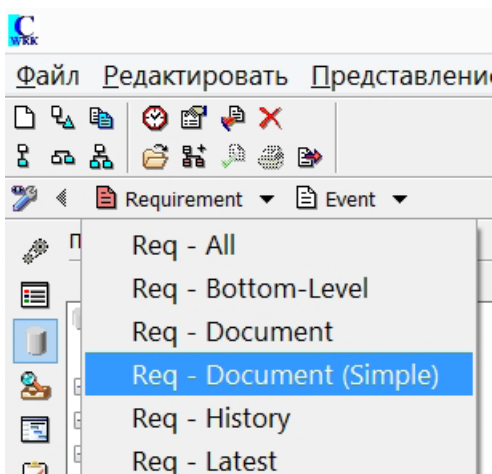 C
WRK
Файл Редактировать Представлени
Requirement Event
Req - All
Req - Bottom-Level
Req - Document
Req - Document (Simple)
Req - History
Req - Latest